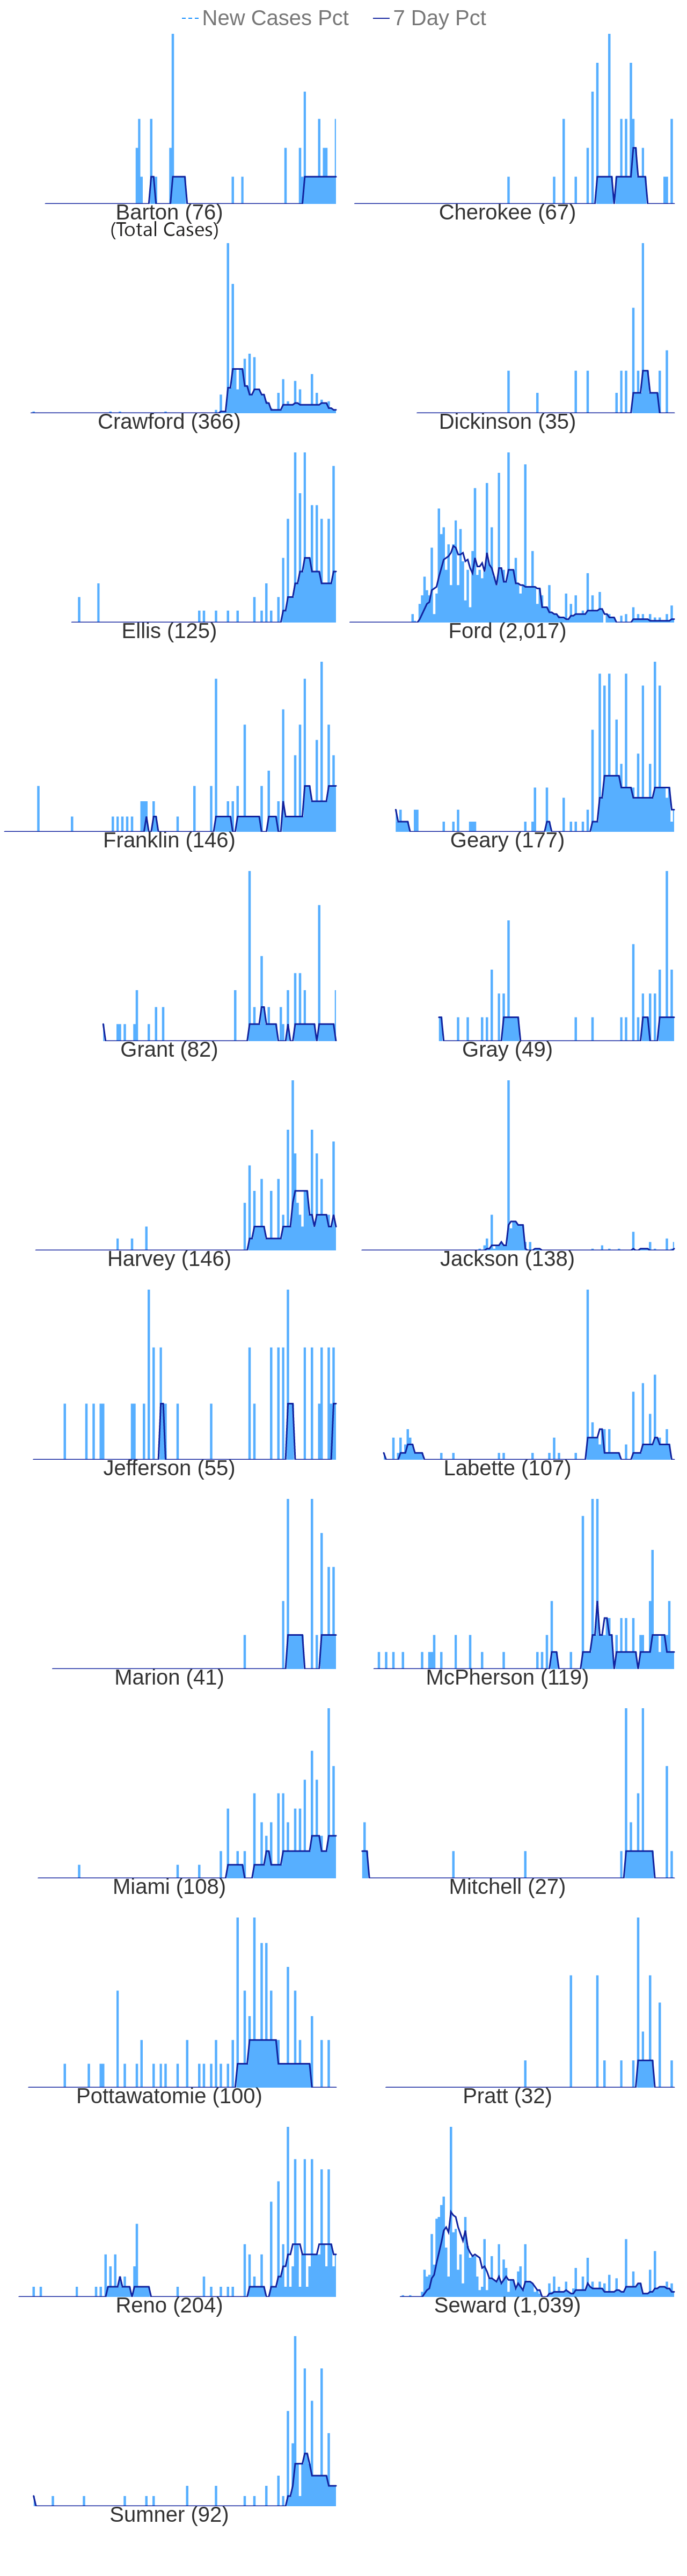 New Cases Pct 7 Day Pct
Barton (76) Cherokee (67)
(Total Cases)
Crawford (366) Dickinson (35)
Ellis (125) Ford (2,017)
Franklin (146) Geary (177)
Grant (82) Gray (49)
Harvey (146) Jackson (138)
Jefferson (55) Labette (107)
Marion (41) McPherson (119)
Miami (108) Mitchell (27)
Pottawatomie (100) Pratt (32)
Reno (204) Seward (1,039)
Sumner (92)